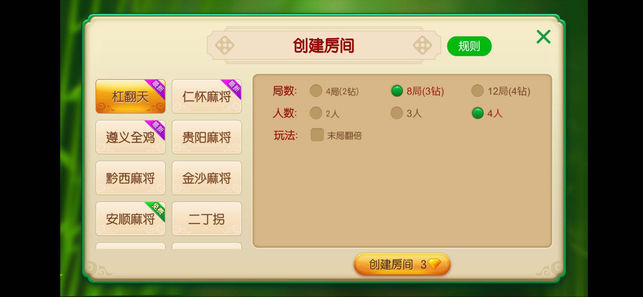 创建房间
规则
杠翻天
仁怀麻将
遵义全鸡
贵阳麻将
黔西麻将
金沙麻将
安顺麻将
二丁拐
局数: 4局(2钻) 8局(3钻) 12局(4钻)
人数: 2人 3人 4人
玩法: 末局翻倍
创建房间 3